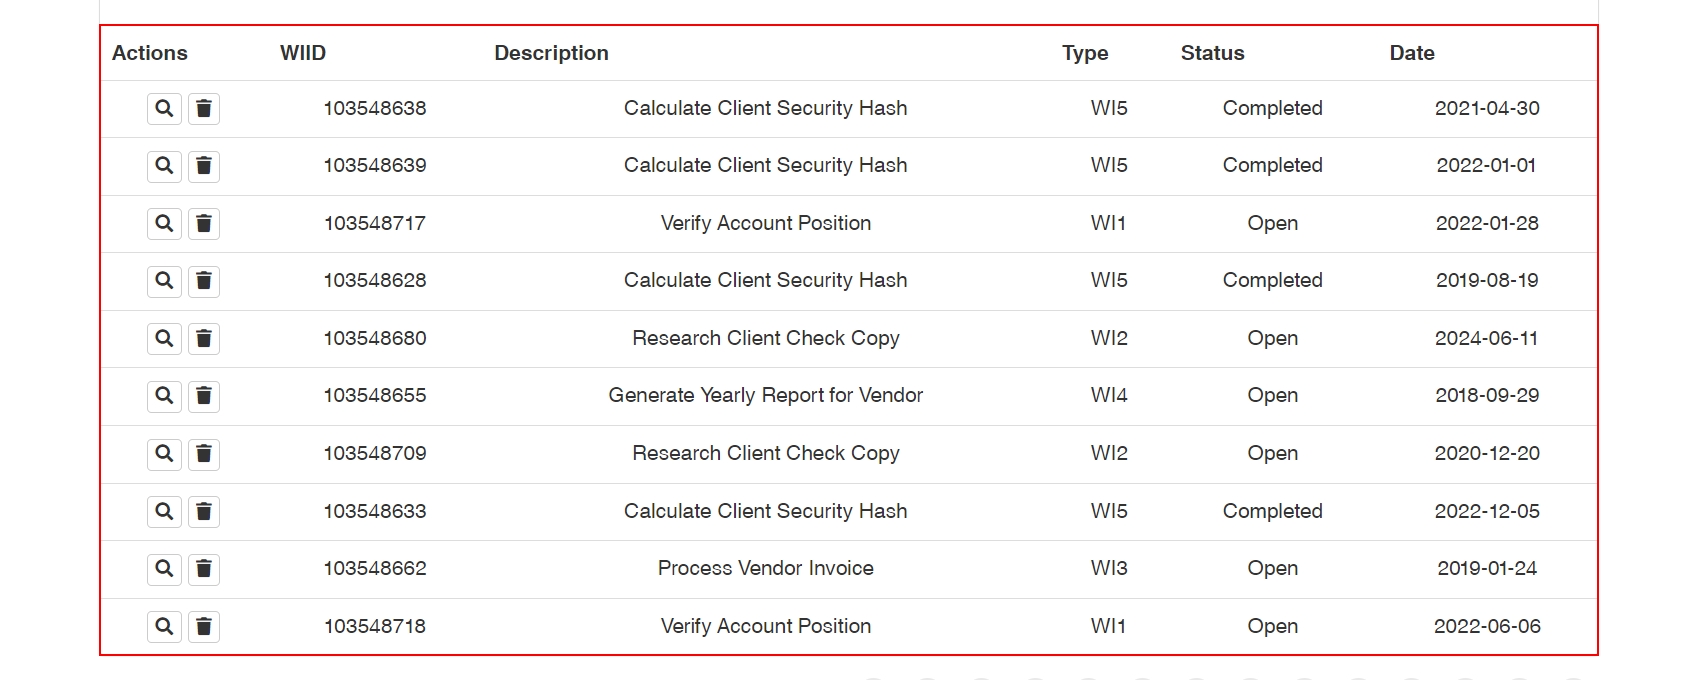 Actions WIID Description Type Status Date
103548638 Calculate Client Security Hash WI5 Completed 2021-04-30
103548639 Calculate Client Security Hash WI5 Completed 2022-01-01
103548717 Verify Account Position WI1 Open 2022-01-28
103548628 Calculate Client Security Hash WI5 Completed 2019-08-19
103548680 Research Client Check Copy WI2 Open 2024-06-11
103548655 Generate Yearly Report for Vendor WI4 Open 2018-09-29
103548709 Research Client Check Copy WI2 Open 2020-12-20
103548633 Calculate Client Security Hash WI5 Completed 2022-12-05
103548662 Process Vendor Invoice WI3 Open 2019-01-24
103548718 Verify Account Position WI1 Open 2022-06-06